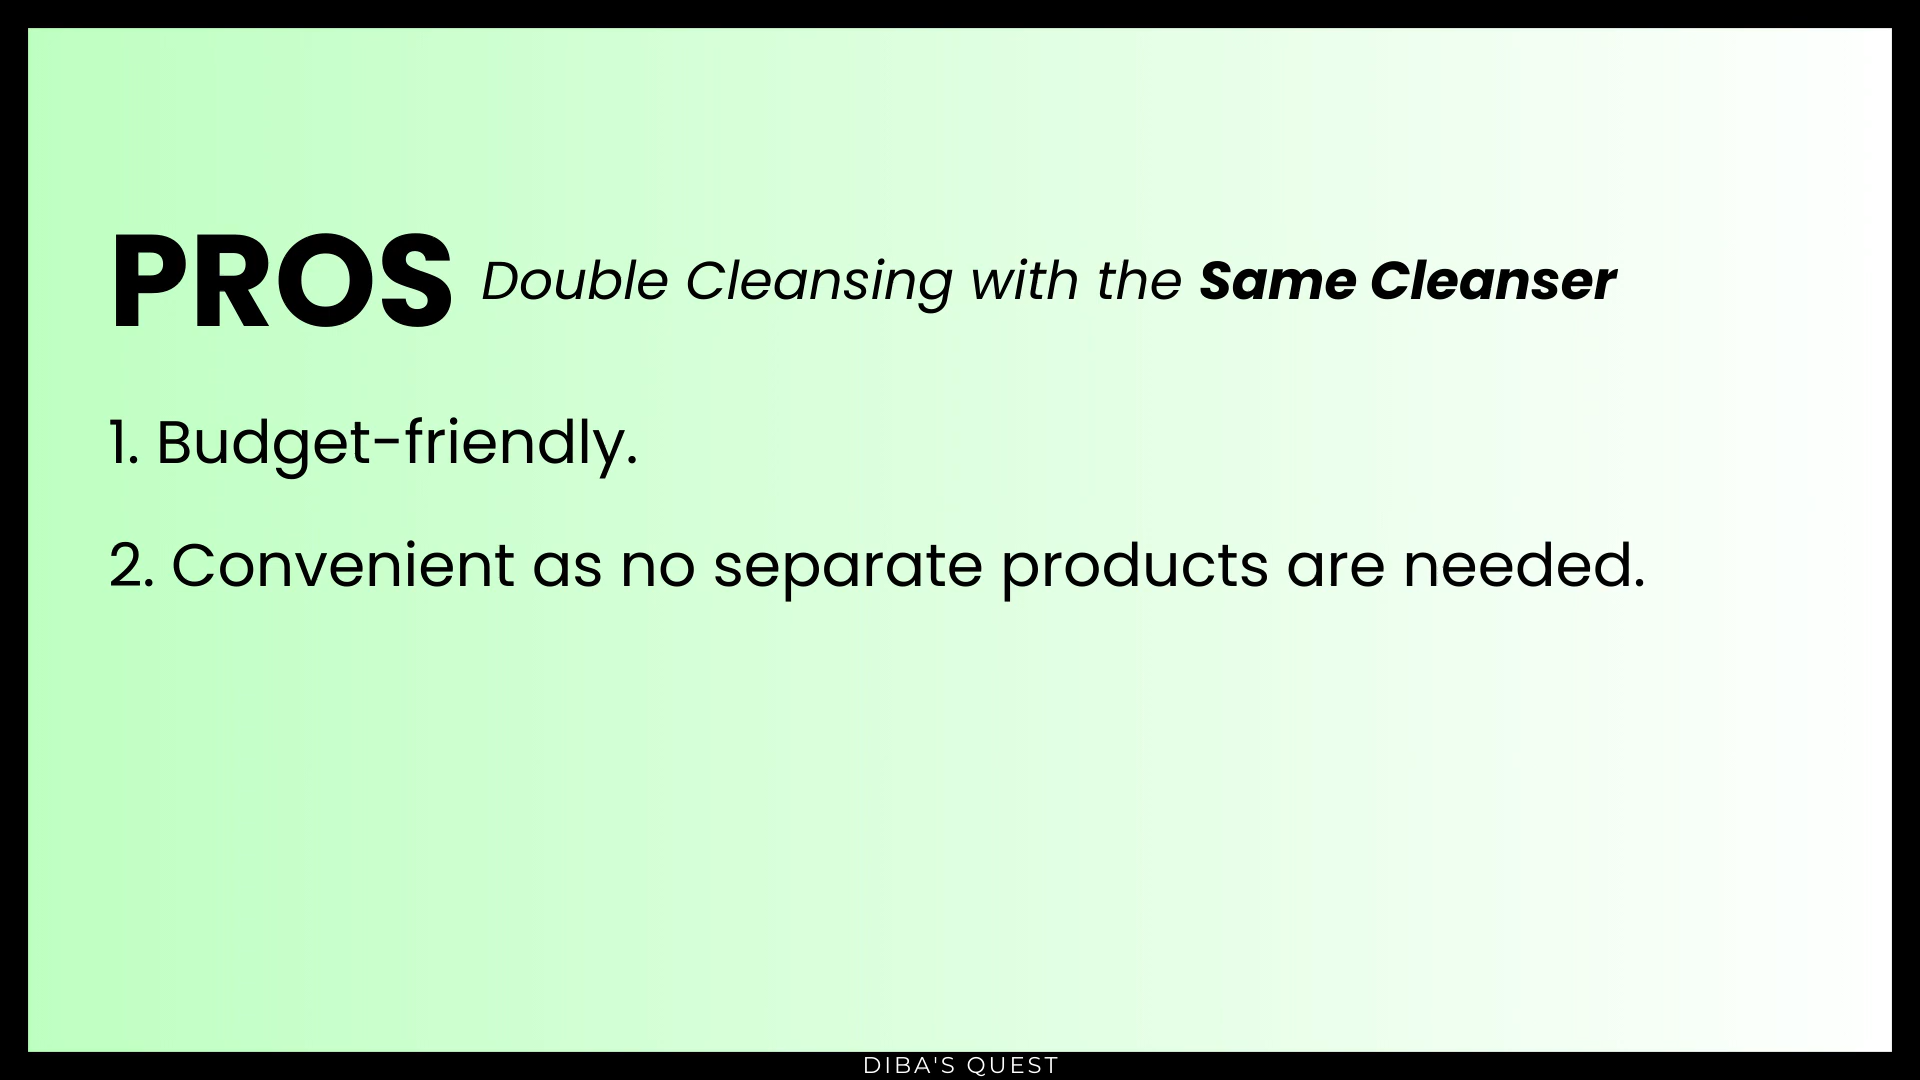 PROS Double Cleansing with the Same Cleanser
1. Budget-friendly.
2. Convenient as no separate products are needed.
DIBA'S QUEST